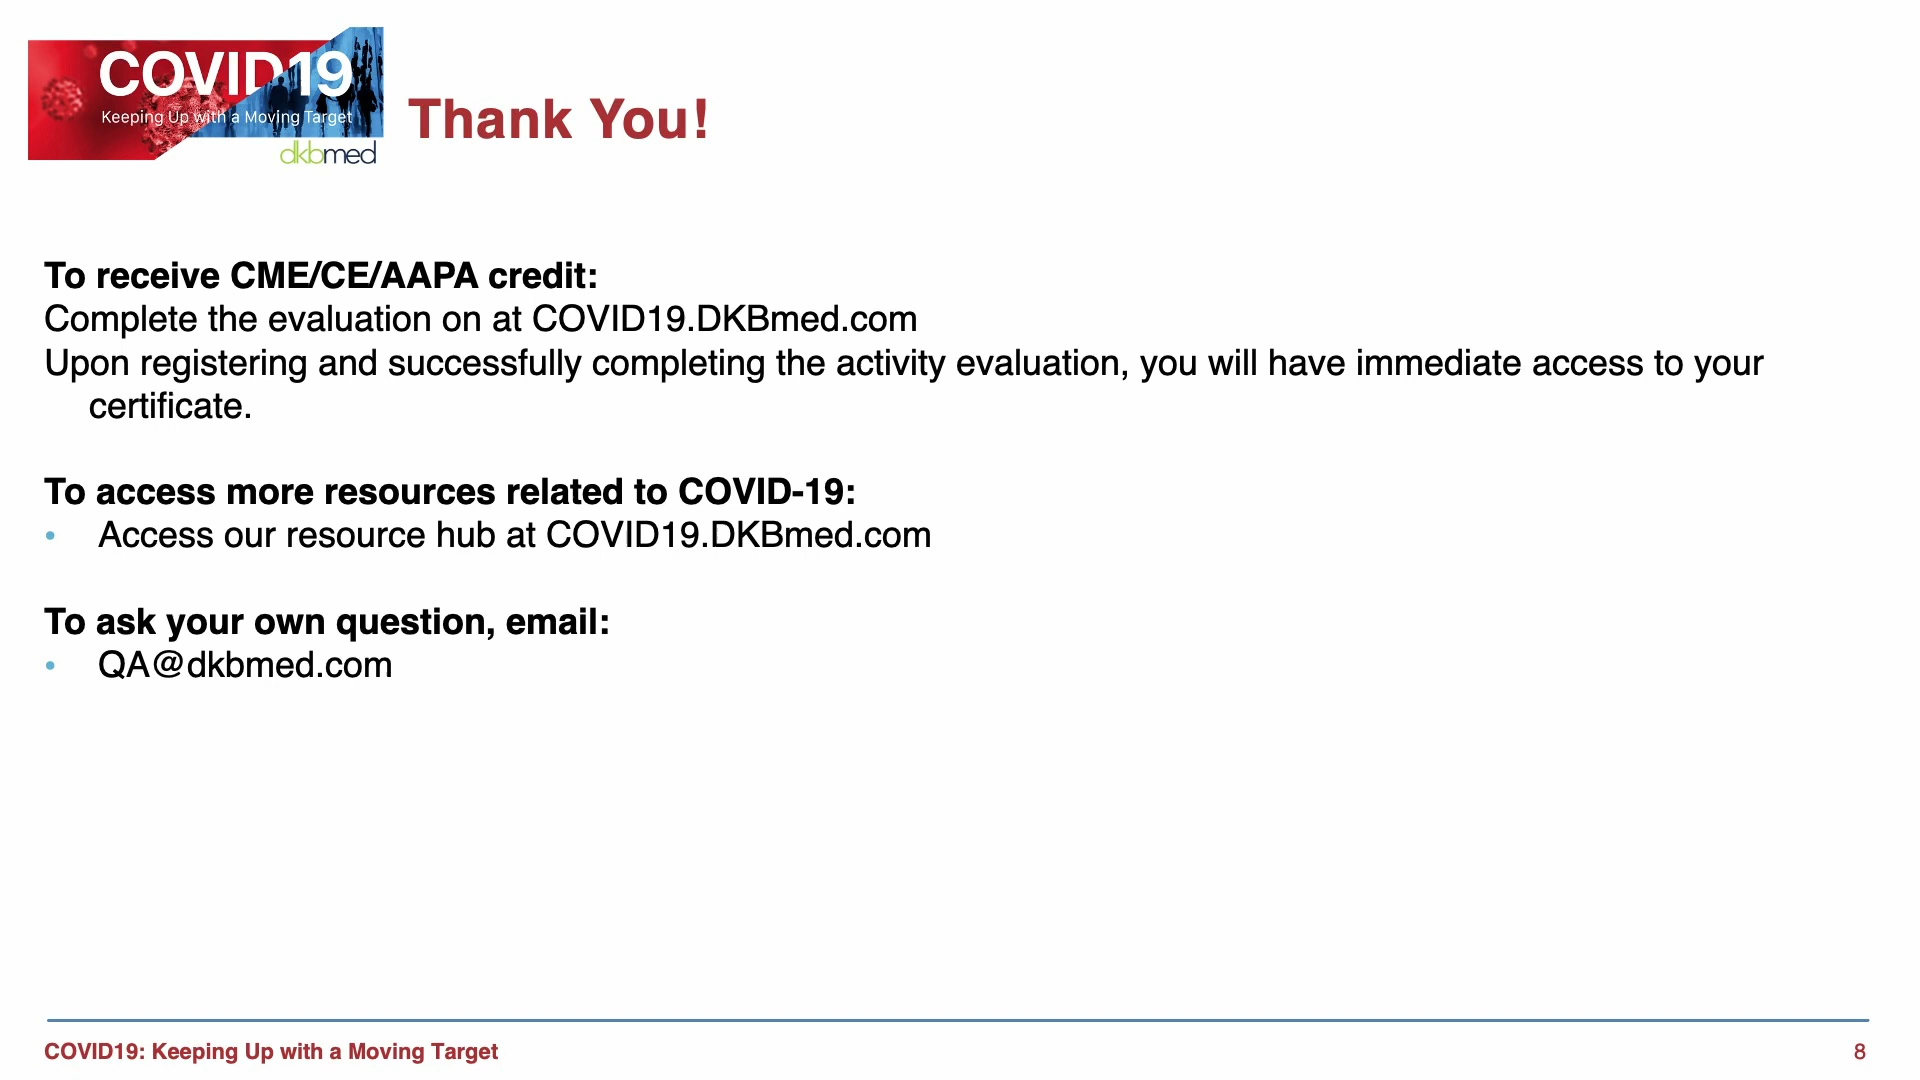 COVID19
Keeping Up with a Moving Target
dkbmed
Thank You!
To receive CME/CE/AAPA credit:
Complete the evaluation on at COVID19.DKBmed.com
Upon registering and successfully completing the activity evaluation, you will have immediate access to your
certificate.
To access more resources related to COVID-19:
• Access our resource hub at COVID19.DKBmed.com
To ask your own question, email:
• QA@dkbmed.com
COVID19: Keeping Up with a Moving Target
8